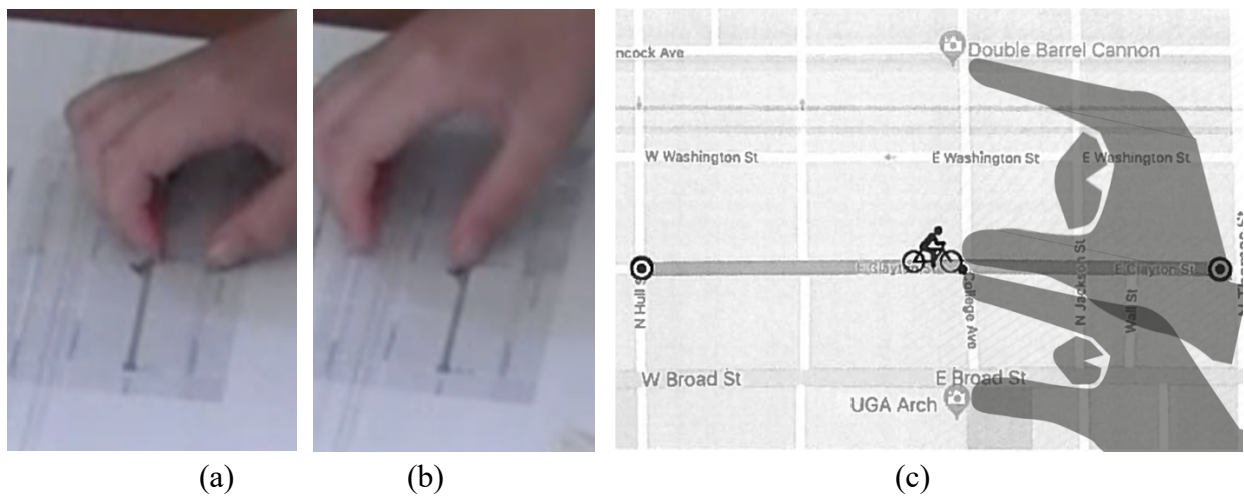 Double Barrel Cannon
ncock Ave
W Washington St
E Washington St
E Washington St
E Clayton St
E Clayton St
N Hull S
College Ave
N Jackson St
Wall St
N Thomas St
W Broad St
E Broad St
UGA Arch
(a)
(b)
(c)